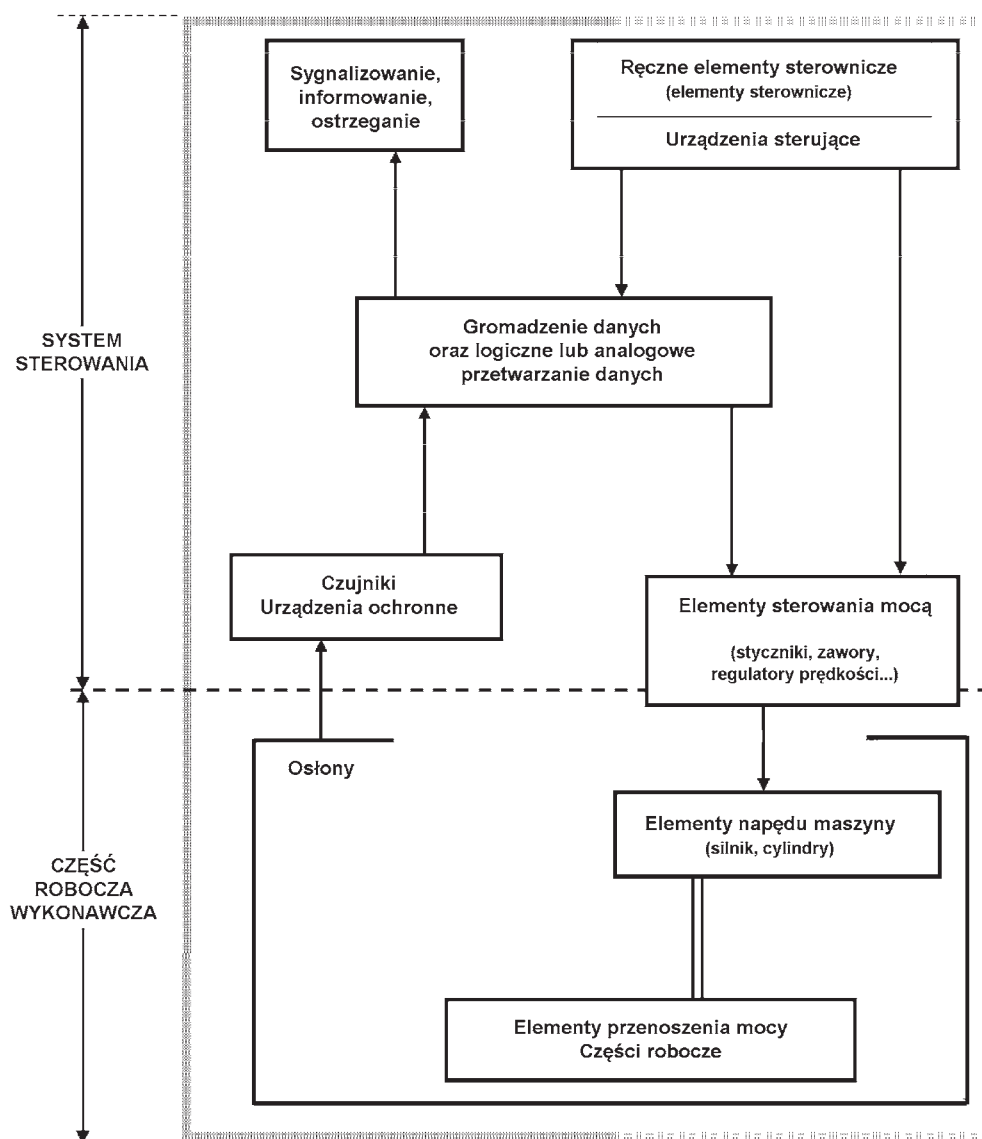 Sygnalizowanie,
informowanie,
ostrzeganie
Ręczne elementy sterownicze
(elementy sterownicze)
Urządzenia sterujące
Gromadzenie danych
oraz logiczne lub analogowe
przetwarzanie danych
SYSTEM
STEROWANIA
Czujniki
Urządzenia ochronne
Elementy sterowania mocą
(styczniki, zawory,
regulatory prędkości...)
Osłony
Elementy napędu maszyny
(silnik, cylindry)
CZĘŚĆ
ROBOCZA
WYKONAWCZA
Elementy przenoszenia mocy
Części robocze